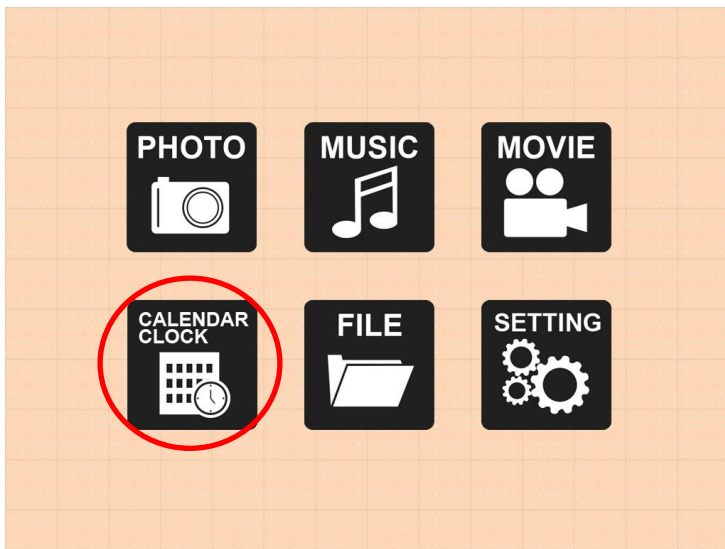 PHOTO
MUSIC
MOVIE
CALENDAR
CLOCK
FILE
SETTING